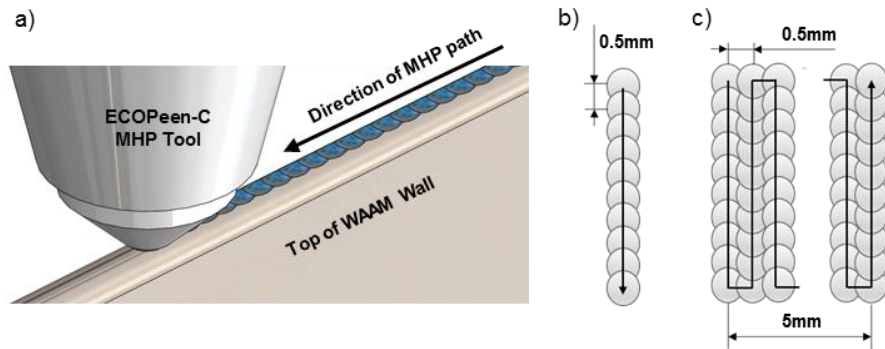 a)
ECOPeen-C
MHP Tool
Direction of MHP path
Top of WAAM Wall
b)
0.5mm
c)
0.5mm
5mm